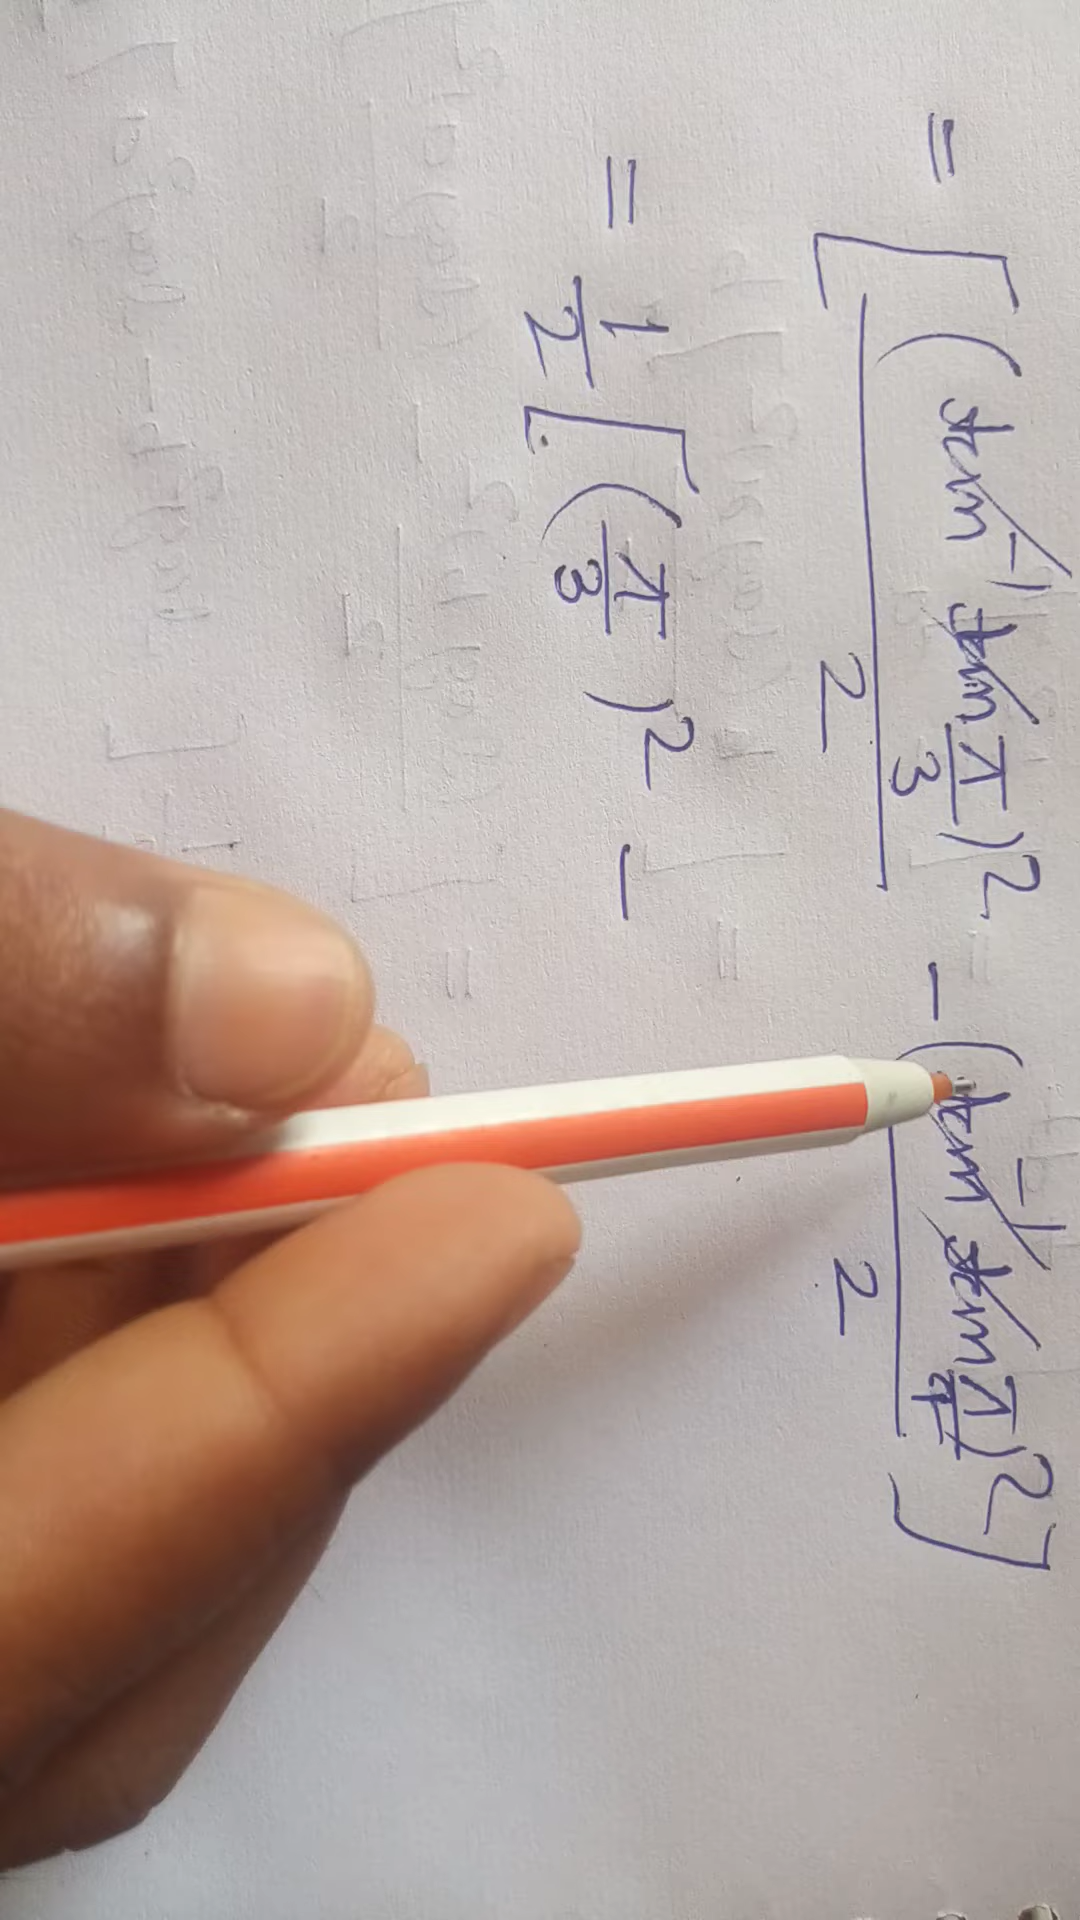 = [ (tan⁻¹ tan π/3)² / 2 - (tan⁻¹ tan π/4)² / 2 ]
= 1/2 [ (π/3)² -